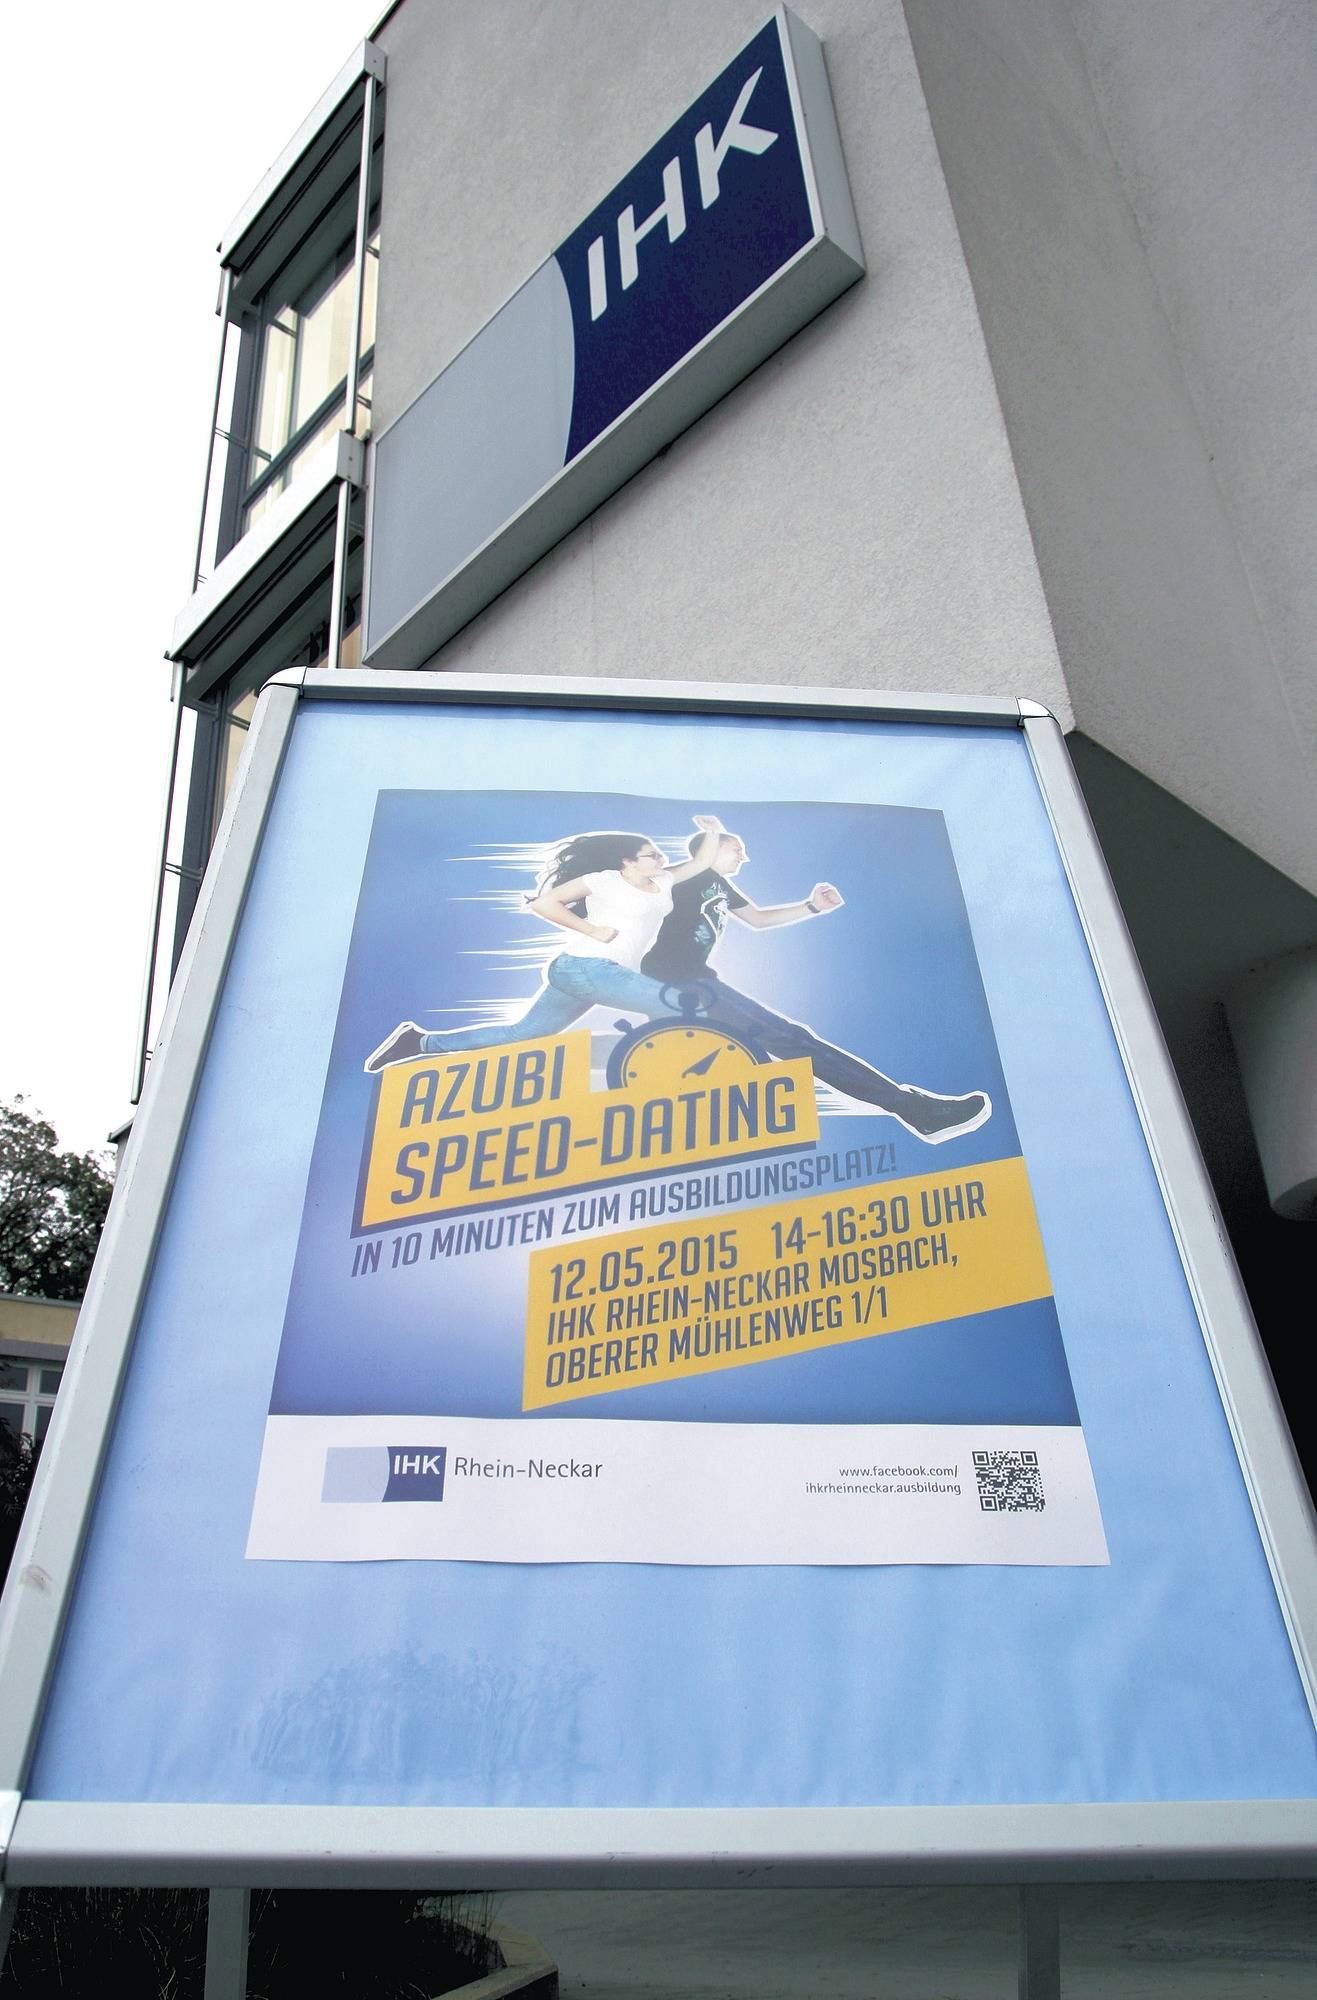 IHK
AZUBI
SPEED-DATING
IN 10 MINUTEN ZUM AUSBILDUNGSPLATZ!
12.05.2015 14-16:30 UHR
IHK RHEIN-NECKAR MOSBACH,
OBERER MÜHLENWEG 1/1
IHK Rhein-Neckar
www.facebook.com/
ihkrheinneckar.ausbildung